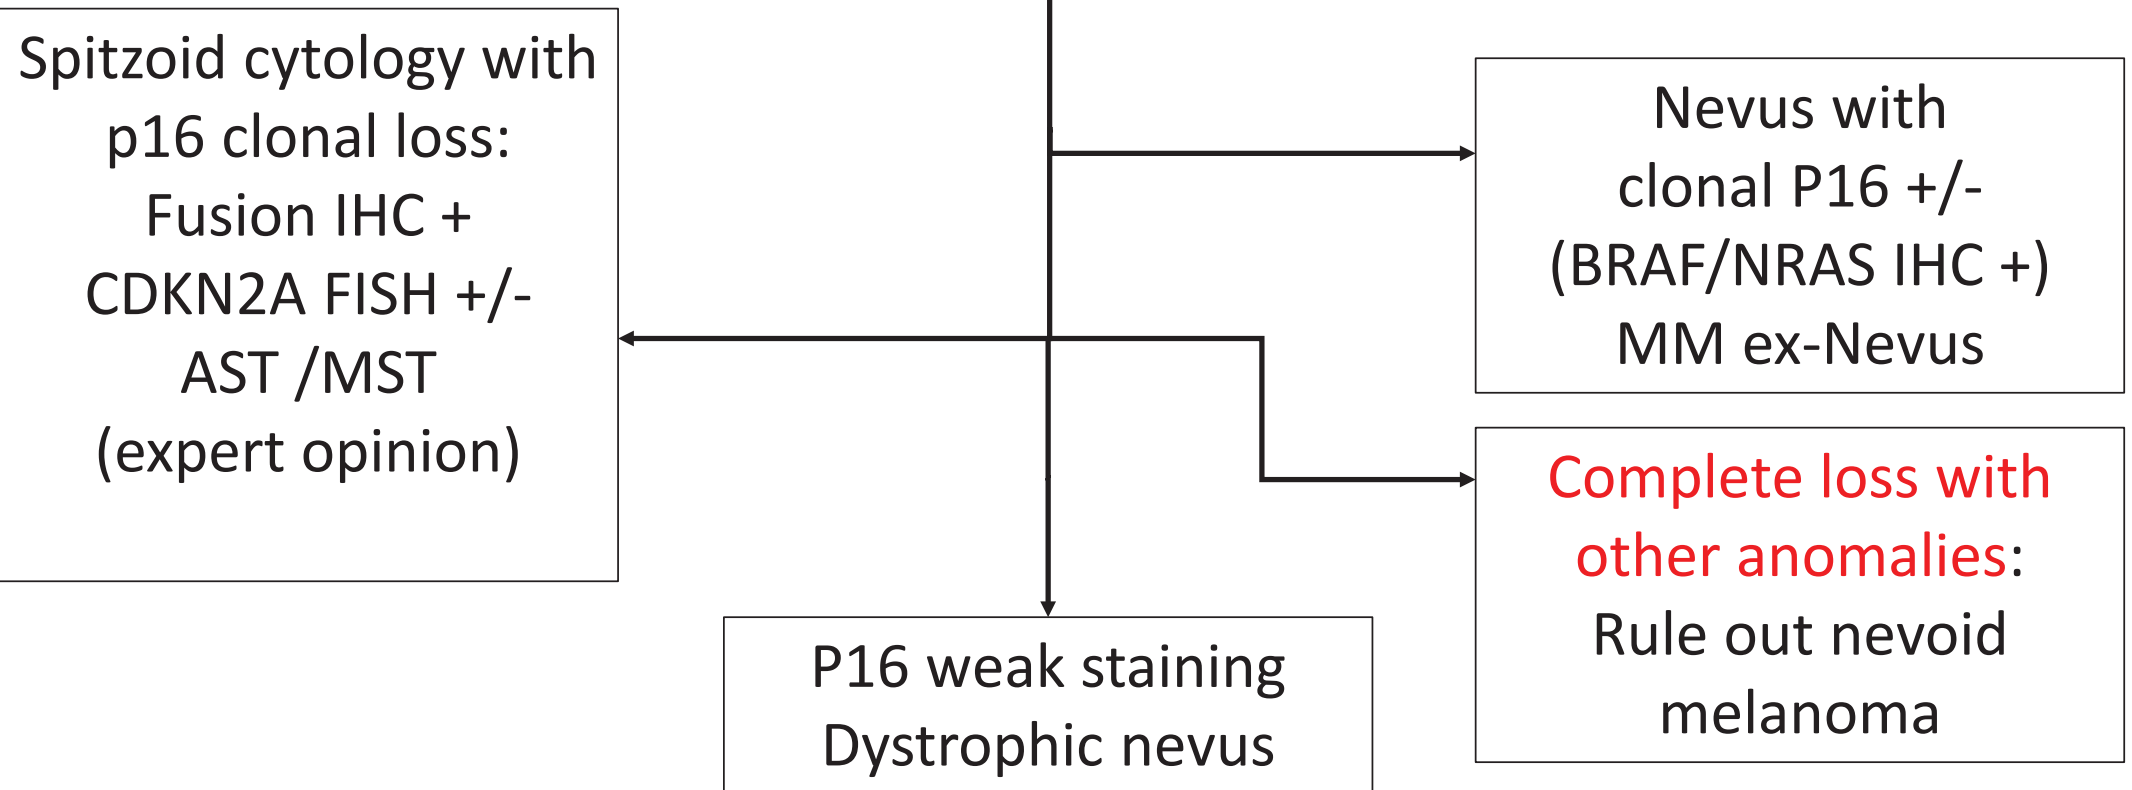 Spitzoid cytology with
p16 clonal loss:
Fusion IHC +
CDKN2A FISH +/-
AST /MST
(expert opinion)
Nevus with
clonal P16 +/-
(BRAF/NRAS IHC +)
MM ex-Nevus
Complete loss with
other anomalies:
Rule out nevoid
melanoma
P16 weak staining
Dystrophic nevus